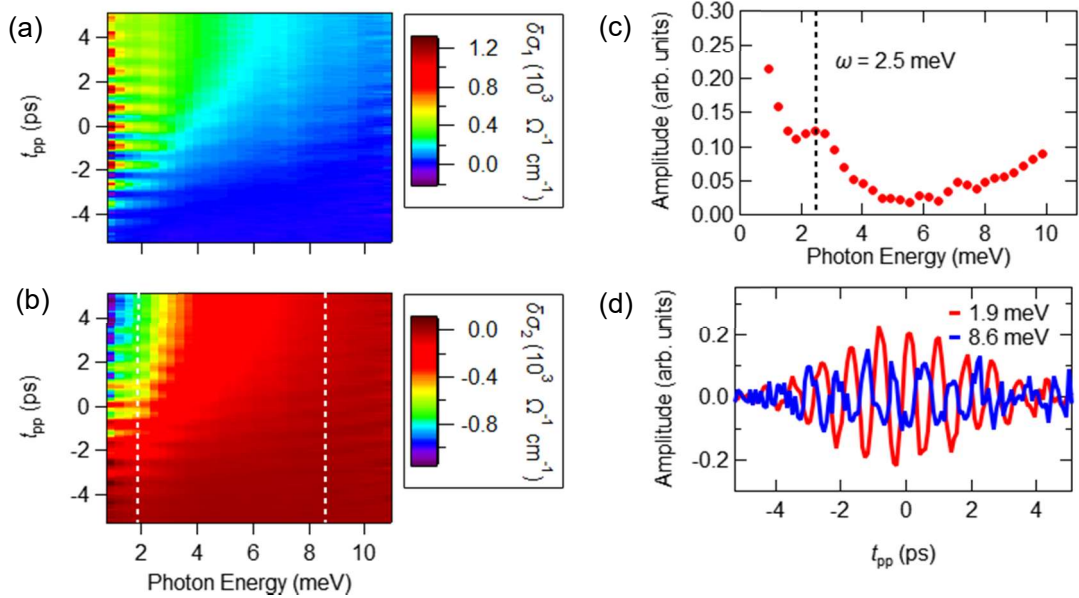 (a)
4
2
0
-2
-4
t_pp (ps)
1.2
0.8
0.4
0.0
δσ₁ (10³ Ω⁻¹ cm⁻¹)
(b)
4
2
0
-2
-4
t_pp (ps)
2
4
6
8
10
Photon Energy (meV)
0.0
-0.4
-0.8
δσ₂ (10³ Ω⁻¹ cm⁻¹)
(c)
0.30
0.25
0.20
0.15
0.10
0.05
0.00
Amplitude (arb. units)
ω = 2.5 meV
0
2
4
6
8
10
Photon Energy (meV)
(d)
0.2
0.0
-0.2
Amplitude (arb. units)
1.9 meV
8.6 meV
-4
-2
0
2
4
t_pp (ps)